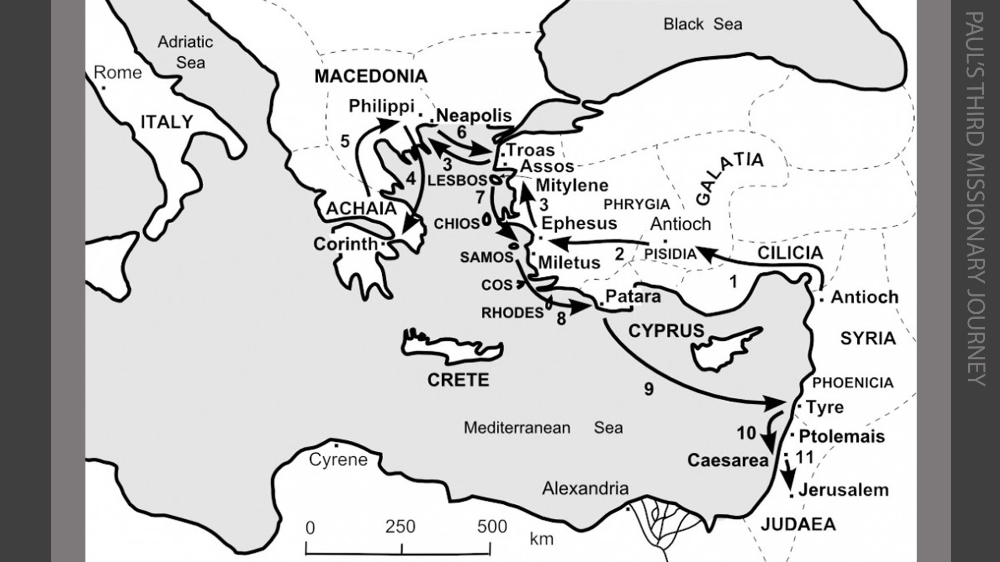 Black Sea
Adriatic
Sea
Rome
MACEDONIA
Philippi
Neapolis
ITALY
6
5
Troas
3
Assos
GALATIA
4
LESBOS
Mitylene
7
3
PHRYGIA
ACHAIA
CHIOS
Ephesus
Antioch
Corinth
2
PISIDIA
CILICIA
SAMOS
Miletus
COS
1
Patara
Antioch
RHODES
8
CYPRUS
SYRIA
CRETE
9
PHOENICIA
Tyre
Mediterranean Sea
10
Ptolemais
Cyrene
Caesarea
11
Alexandria
Jerusalem
JUDAEA
0 250 500
km
PAUL'S THIRD MISSIONARY JOURNEY